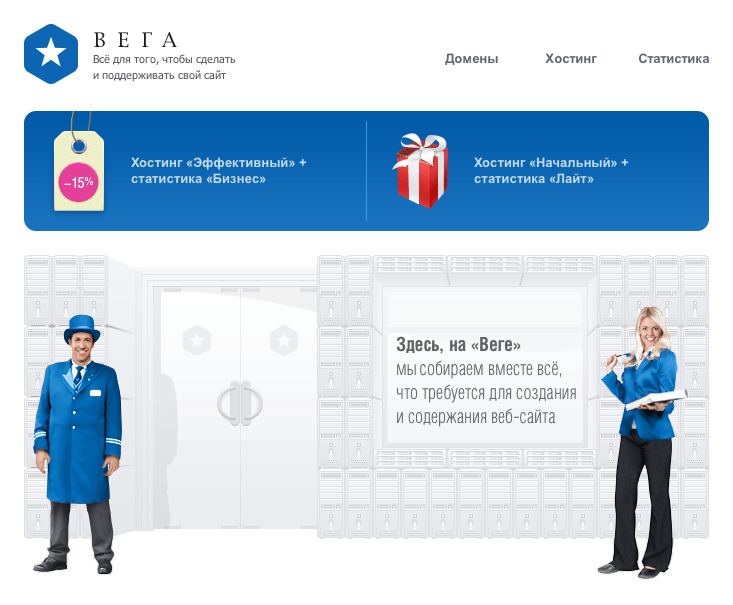 ВЕГА
Всё для того, чтобы сделать
и поддерживать свой сайт
Домены
Хостинг
Статистика
–15%
Хостинг «Эффективный» +
статистика «Бизнес»
Хостинг «Начальный» +
статистика «Лайт»
Здесь, на «Веге»
мы собираем вместе всё,
что требуется для создания
и содержания веб-сайта